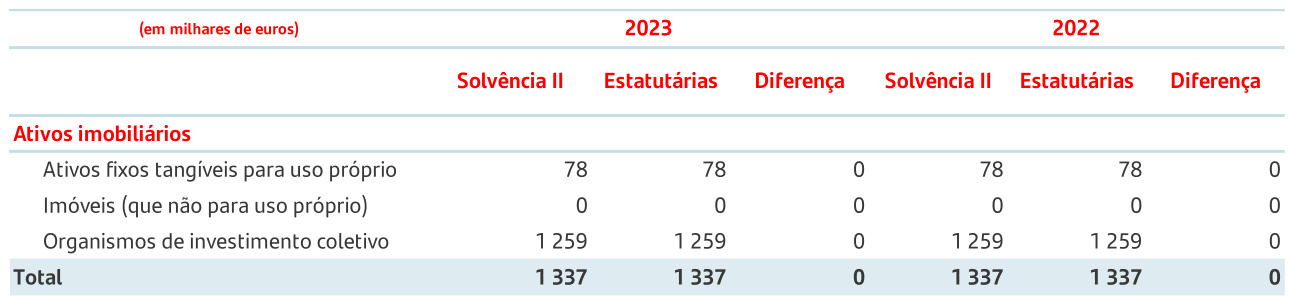 (em milhares de euros) 2023 2022
Solvência II Estatutárias Diferença Solvência II Estatutárias Diferença
Ativos imobiliários
Ativos fixos tangíveis para uso próprio 78 78 0 78 78 0
Imóveis (que não para uso próprio) 0 0 0 0 0 0
Organismos de investimento coletivo 1 259 1 259 0 1 259 1 259 0
Total 1 337 1 337 0 1 337 1 337 0